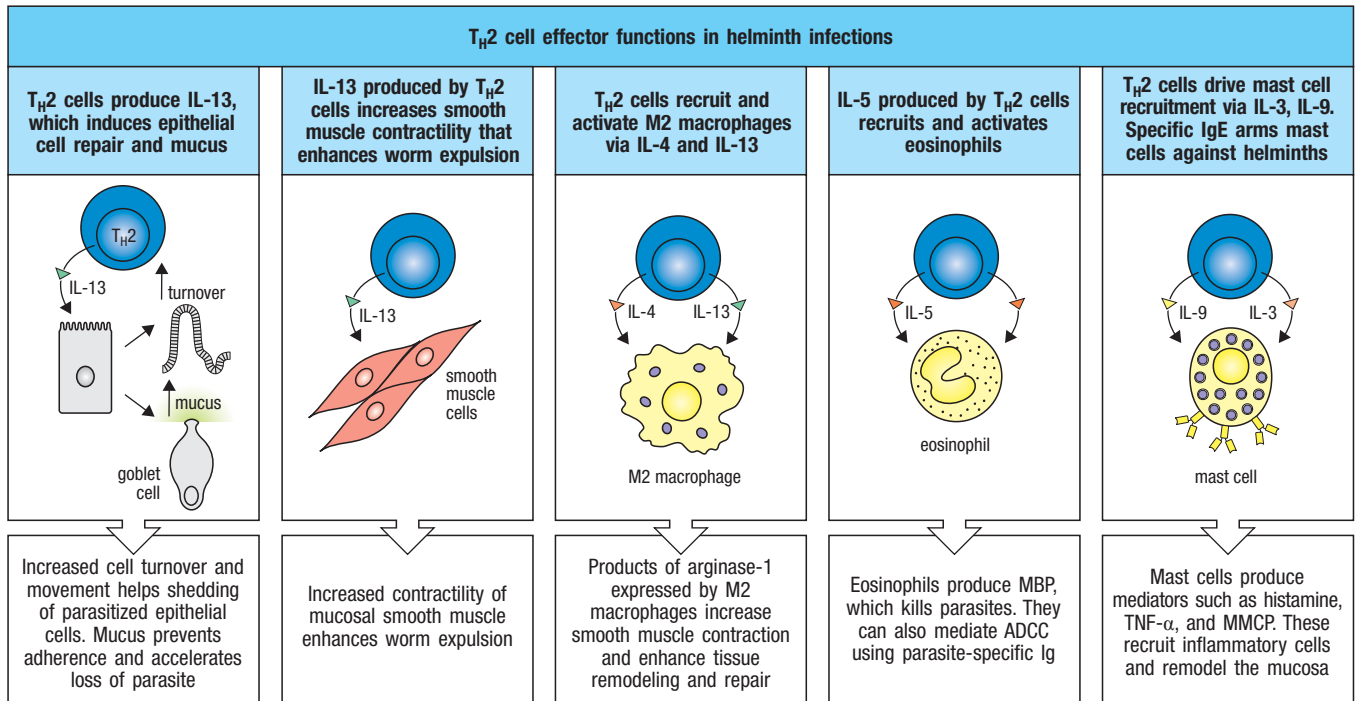 T_H2 cell effector functions in helminth infections
T_H2 cells produce IL-13,
which induces epithelial
cell repair and mucus
IL-13 produced by T_H2
cells increases smooth
muscle contractility that
enhances worm expulsion
T_H2 cells recruit and
activate M2 macrophages
via IL-4 and IL-13
IL-5 produced by T_H2 cells
recruits and activates
eosinophils
T_H2 cells drive mast cell
recruitment via IL-3, IL-9.
Specific IgE arms mast
cells against helminths
T_H2
IL-13
turnover
mucus
goblet
cell
IL-13
smooth
muscle
cells
IL-4
IL-13
M2 macrophage
IL-5
eosinophil
IL-9
IL-3
mast cell
Increased cell turnover and
movement helps shedding
of parasitized epithelial
cells. Mucus prevents
adherence and accelerates
loss of parasite
Increased contractility of
mucosal smooth muscle
enhances worm expulsion
Products of arginase-1
expressed by M2
macrophages increase
smooth muscle contraction
and enhance tissue
remodeling and repair
Eosinophils produce MBP,
which kills parasites. They
can also mediate ADCC
using parasite-specific Ig
Mast cells produce
mediators such as histamine,
TNF-α, and MMCP. These
recruit inflammatory cells
and remodel the mucosa